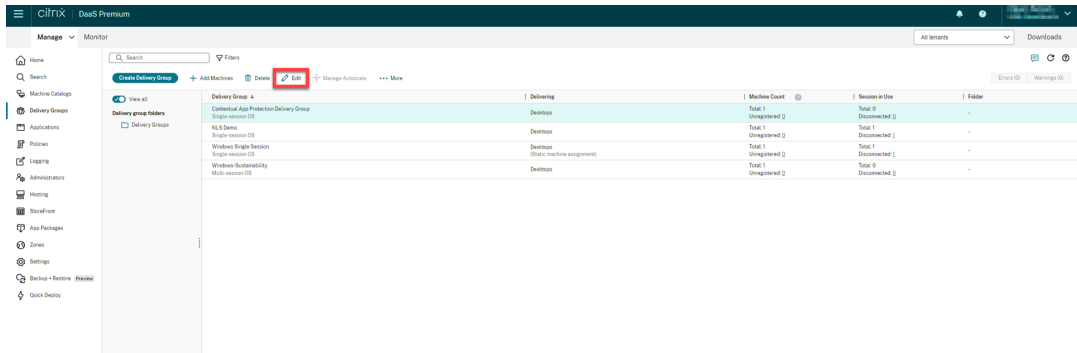 citrix | DaaS Premium
Manage Monitor
All tenants
Downloads
Home
Search
Machine Catalogs
Delivery Groups
Applications
Policies
Logging
Administrators
Hosting
StoreFront
App Packages
Zones
Settings
Backup + Restore Preview
Quick Deploy
Search Filters
Create Delivery Group Add Machines Delete Edit Manage Autoscale ••• More
Errors (0) Warnings (0)
View all
Delivery group folders
Delivery Groups
Delivery Group ↓ Delivering Machine Count Session in Use Folder
Contextual App Protection Delivery Group Desktops Total: 1 Total: 0 -
Single-session OS Unregistered: 0 Disconnected: 0
NLS Demo Desktops Total: 1 Total: 1 -
Single-session OS Unregistered: 0 Disconnected: 1
Windows Single Session Desktops Total: 1 Total: 1 -
Single-session OS (Static machine assignment) Unregistered: 0 Disconnected: 1
Windows-Sustainability Desktops Total: 1 Total: 0 -
Multi-session OS Unregistered: 0 Disconnected: 0